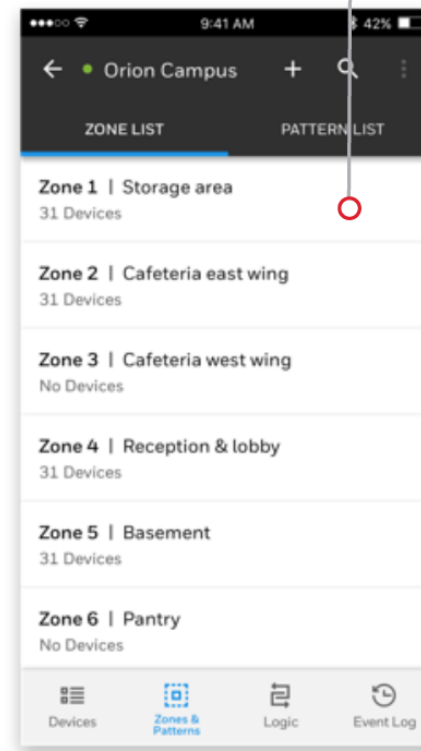 9:41 AM
42%
Orion Campus
ZONE LIST
PATTERN LIST
Zone 1 | Storage area
31 Devices
Zone 2 | Cafeteria east wing
31 Devices
Zone 3 | Cafeteria west wing
No Devices
Zone 4 | Reception & lobby
31 Devices
Zone 5 | Basement
31 Devices
Zone 6 | Pantry
No Devices
Devices
Zones &
Patterns
Logic
Event Log